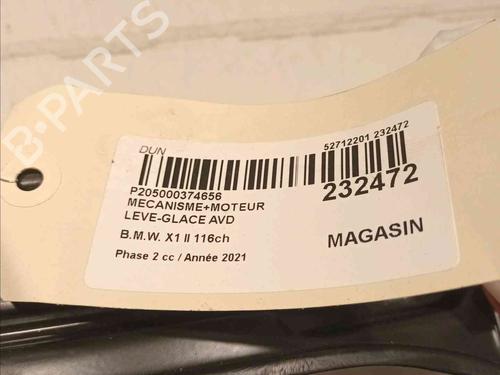 B-PARTS
DUN
52712201 232472
P205000374656
232472
MECANISME+MOTEUR
LEVE-GLACE AVD
MAGASIN
B.M.W. X1 II 116ch
Phase 2 cc / Année 2021